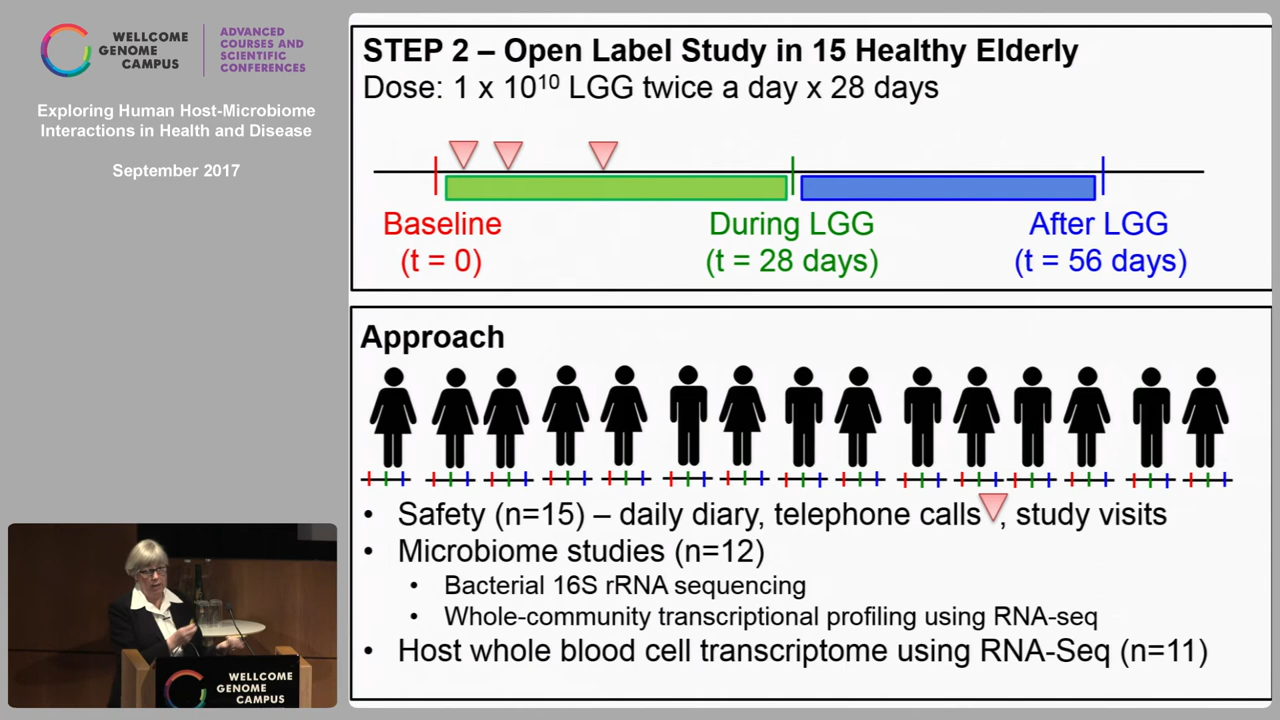 WELLCOME
GENOME
CAMPUS
ADVANCED
COURSES AND
SCIENTIFIC
CONFERENCES
Exploring Human Host-Microbiome
Interactions in Health and Disease
September 2017
STEP 2 – Open Label Study in 15 Healthy Elderly
Dose: 1 x 10¹⁰ LGG twice a day x 28 days
Baseline
(t = 0)
During LGG
(t = 28 days)
After LGG
(t = 56 days)
Approach
• Safety (n=15) – daily diary, telephone calls , study visits
• Microbiome studies (n=12)
• Bacterial 16S rRNA sequencing
• Whole-community transcriptional profiling using RNA-seq
• Host whole blood cell transcriptome using RNA-Seq (n=11)
WELLCOME
GENOME
CAMPUS